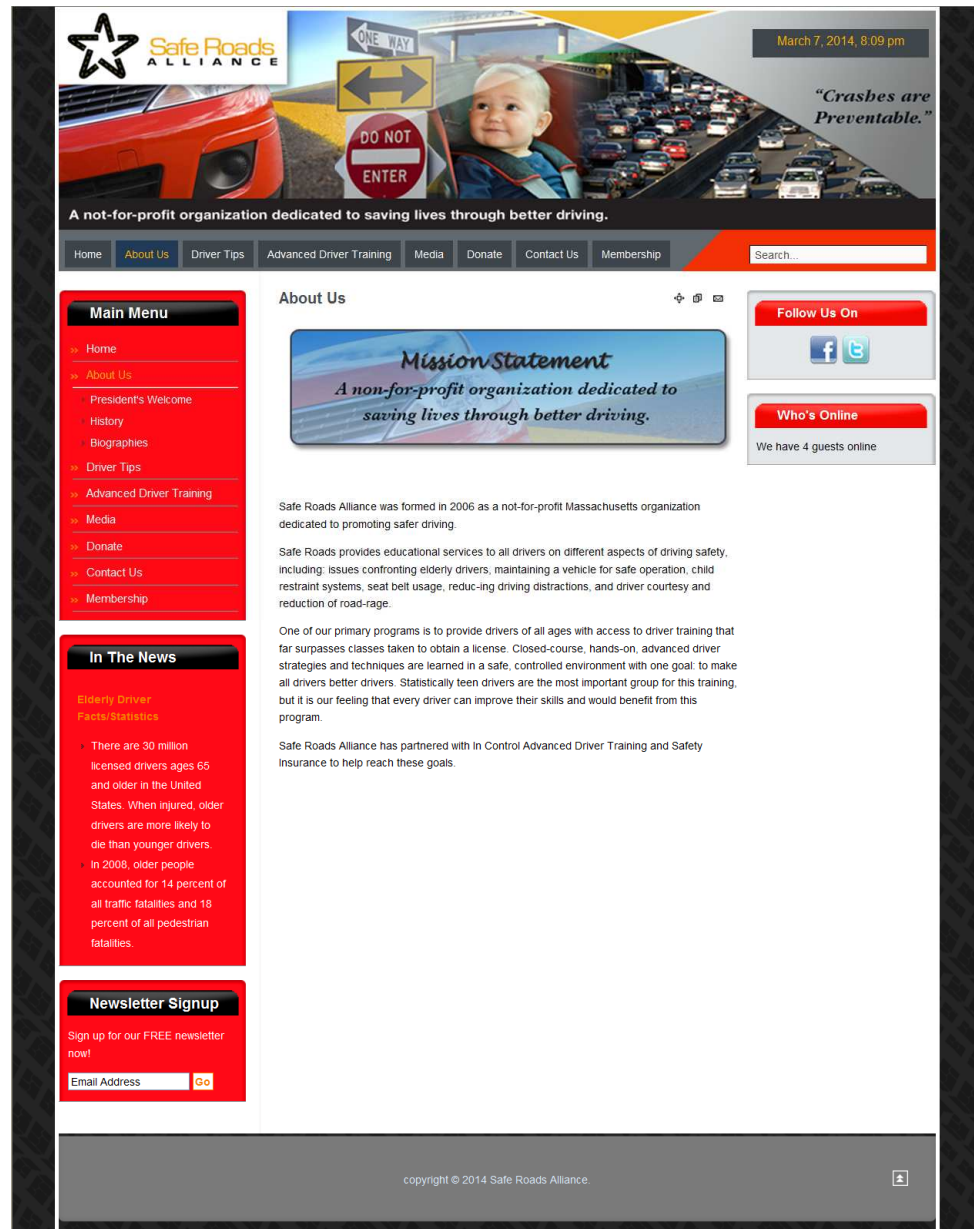 Safe Roads
ALLIANCE
ONE WAY
DO NOT
ENTER
March 7, 2014, 8:09 pm
“Crashes are
Preventable.”
A not-for-profit organization dedicated to saving lives through better driving.
Home
About Us
Driver Tips
Advanced Driver Training
Media
Donate
Contact Us
Membership
Search...
Main Menu
Home
About Us
President's Welcome
History
Biographies
Driver Tips
Advanced Driver Training
Media
Donate
Contact Us
Membership
In The News
Elderly Driver
Facts/Statistics
There are 30 million
licensed drivers ages 65
and older in the United
States. When injured, older
drivers are more likely to
die than younger drivers.
In 2008, older people
accounted for 14 percent of
all traffic fatalities and 18
percent of all pedestrian
fatalities.
Newsletter Signup
Sign up for our FREE newsletter
now!
Email Address
Go
About Us
Mission Statement
A non-for-profit organization dedicated to
saving lives through better driving.
Safe Roads Alliance was formed in 2006 as a not-for-profit Massachusetts organization
dedicated to promoting safer driving.
Safe Roads provides educational services to all drivers on different aspects of driving safety,
including: issues confronting elderly drivers, maintaining a vehicle for safe operation, child
restraint systems, seat belt usage, reduc-ing driving distractions, and driver courtesy and
reduction of road-rage.
One of our primary programs is to provide drivers of all ages with access to driver training that
far surpasses classes taken to obtain a license. Closed-course, hands-on, advanced driver
strategies and techniques are learned in a safe, controlled environment with one goal: to make
all drivers better drivers. Statistically teen drivers are the most important group for this training,
but it is our feeling that every driver can improve their skills and would benefit from this
program.
Safe Roads Alliance has partnered with In Control Advanced Driver Training and Safety
Insurance to help reach these goals.
Follow Us On
Who's Online
We have 4 guests online
copyright © 2014 Safe Roads Alliance.